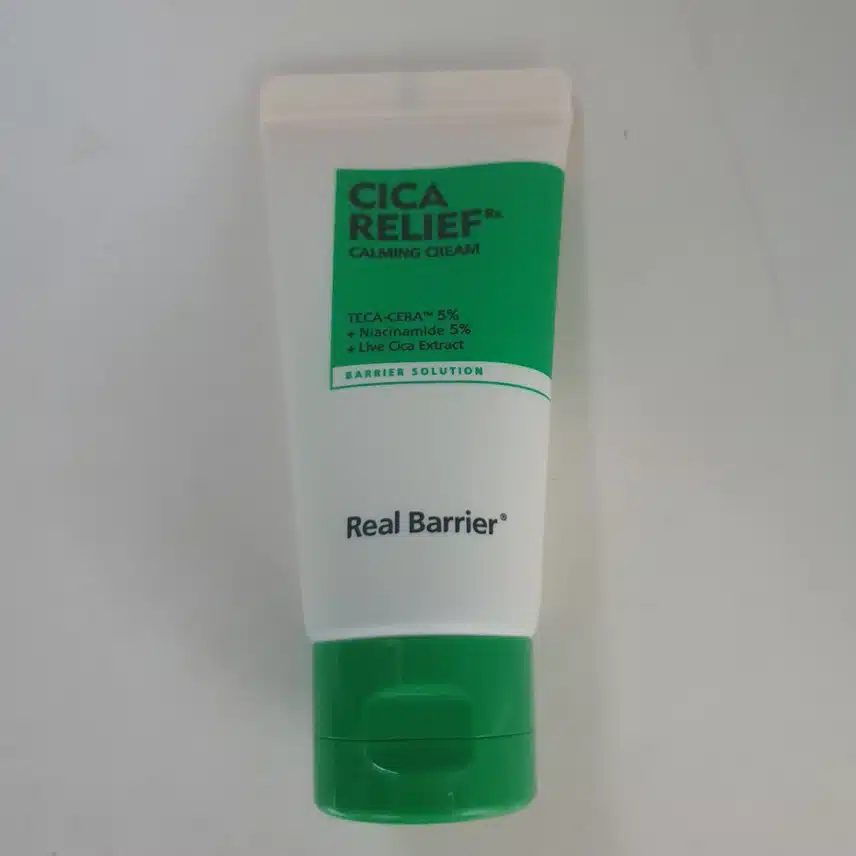 CICA
RELIEF Rx
CALMING CREAM
TECA-CERA™ 5%
+ Niacinamide 5%
+ Live Cica Extract
BARRIER SOLUTION
Real Barrier®